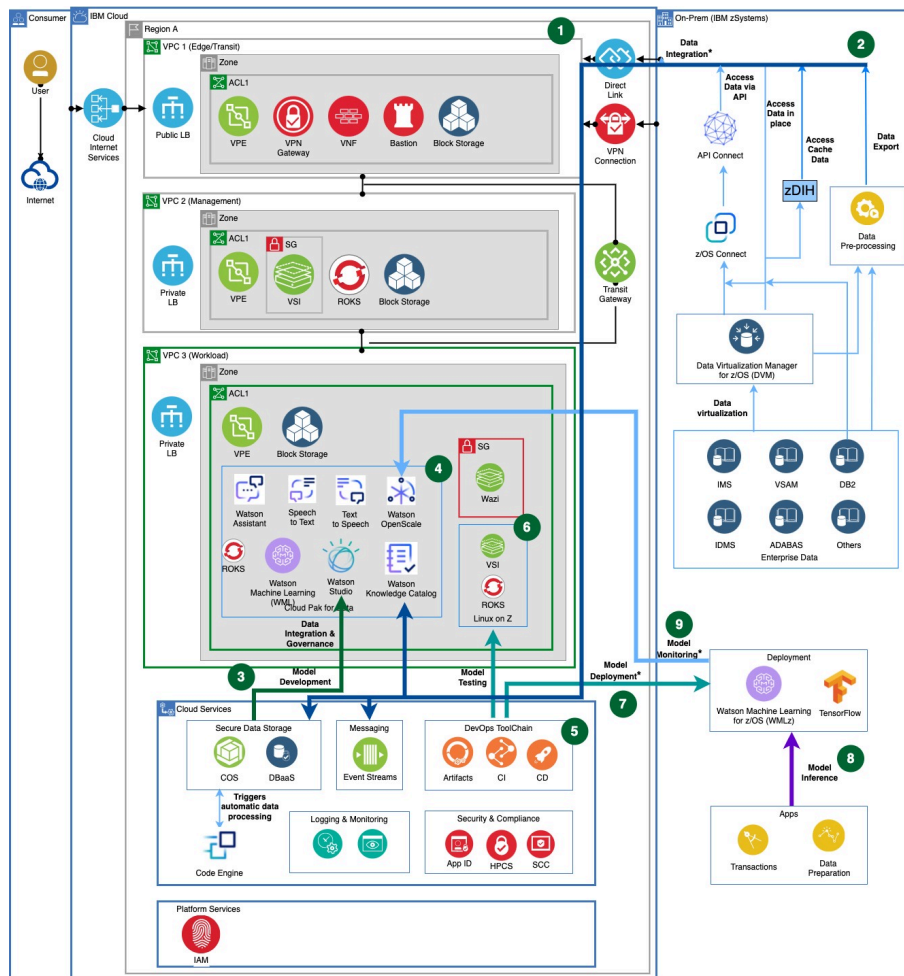 Consumer
User
Internet
IBM Cloud
Cloud
Internet
Services
Region A
1
VPC 1 (Edge/Transit)
Public LB
Zone
ACL1
VPE
VPN
Gateway
VNF
Bastion
Block Storage
Direct
Link
VPN
Connection
VPC 2 (Management)
Private
LB
Zone
ACL1
VPE
SG
VSI
ROKS
Block Storage
Transit
Gateway
VPC 3 (Workload)
Private
LB
Zone
ACL1
VPE
Block Storage
4
Watson
Assistant
Speech
to Text
Text
to Speech
Watson
OpenScale
ROKS
Watson
Machine Learning
(WML)
Watson
Studio
Watson
Knowledge Catalog
Cloud Pak for Data
SG
Wazi
6
VSI
ROKS
Linux on Z
Data
Integration &
Governance
3
Model
Development
Model
Testing
Model
Deployment*
7
Cloud Services
Secure Data Storage
COS
DBaaS
Messaging
Event Streams
DevOps ToolChain
5
Artifacts
CI
CD
Triggers
automatic data
processing
Code Engine
Logging & Monitoring
Security & Compliance
App ID
HPCS
SCC
Platform Services
IAM
On-Prem (IBM zSystems)
Data
Integration*
2
Access
Data via
API
Access
Data in
place
Access
Cache
Data
Data
Export
API Connect
zDIH
z/OS Connect
Data
Pre-processing
Data Virtualization Manager
for z/OS (DVM)
Data
virtualization
IMS
VSAM
DB2
IDMS
ADABAS
Others
Enterprise Data
9
Model
Monitoring*
Deployment
Watson Machine Learning
for z/OS (WMLz)
TensorFlow
8
Model
Inference
Apps
Transactions
Data
Preparation